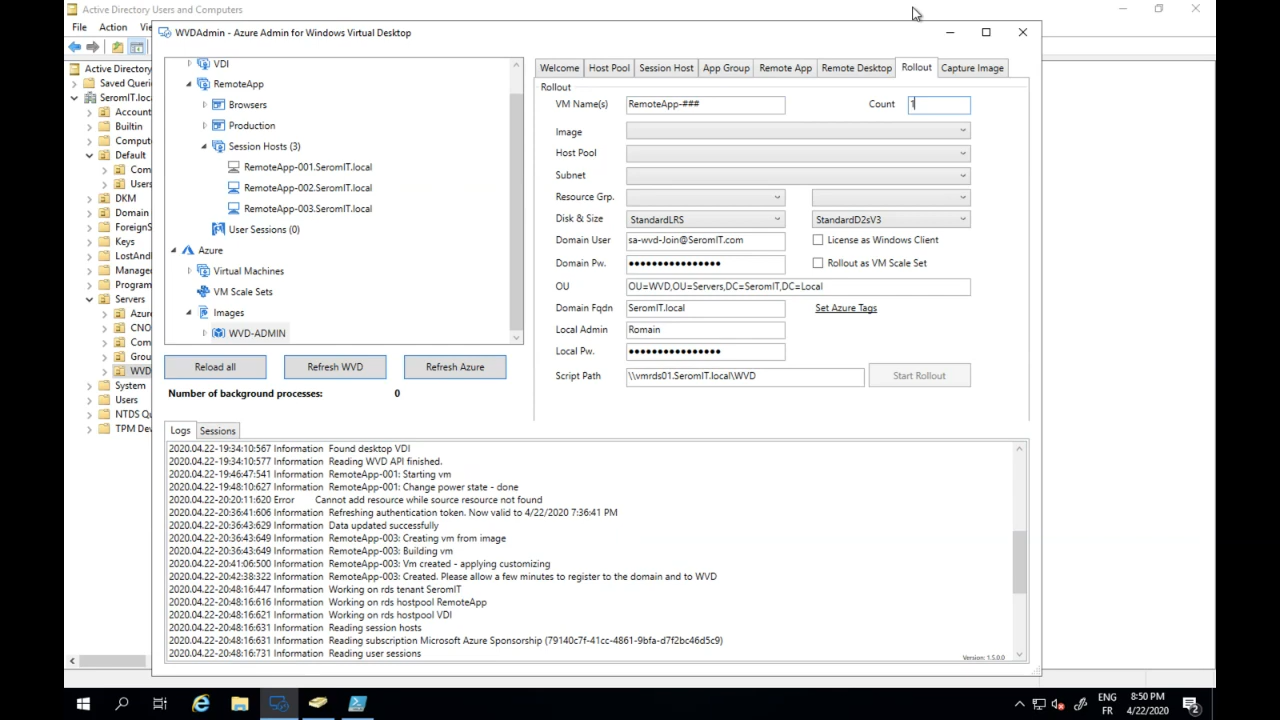 Active Directory Users and Computers
File Action Vie
WVDAdmin - Azure Admin for Windows Virtual Desktop
Active Directory
Saved Querie
SeromIT.loca
Account
Builtin
Compute
Default
Com
Users
DKM
Domain
ForeignS
Keys
LostAndI
Manage
Program
Servers
Azur
CNO
Com
Grou
WVD
System
Users
NTDS Qu
TPM Dev
VDI
RemoteApp
Browsers
Production
Session Hosts (3)
RemoteApp-001.SeromIT.local
RemoteApp-002.SeromIT.local
RemoteApp-003.SeromIT.local
User Sessions (0)
Azure
Virtual Machines
VM Scale Sets
Images
WVD-ADMIN
Reload all Refresh WVD Refresh Azure
Number of background processes: 0
Welcome Host Pool Session Host App Group Remote App Remote Desktop Rollout Capture Image
Rollout
VM Name(s) RemoteApp-### Count 1
Image
Host Pool
Subnet
Resource Grp.
Disk & Size StandardLRS StandardD2sV3
Domain User sa-wvd-Join@SeromIT.com License as Windows Client
Domain Pw. ●●●●●●●●●●●●●●●● Rollout as VM Scale Set
OU OU=WVD,OU=Servers,DC=SeromIT,DC=Local
Domain Fqdn SeromIT.local Set Azure Tags
Local Admin Romain
Local Pw. ●●●●●●●●●●●●●●●●
Script Path \\vmrds01.SeromIT.local\WVD Start Rollout
Logs Sessions
2020.04.22-19:34:10:567 Information Found desktop VDI
2020.04.22-19:34:10:577 Information Reading WVD API finished.
2020.04.22-19:46:47:541 Information RemoteApp-001: Starting vm
2020.04.22-19:48:10:627 Information RemoteApp-001: Change power state - done
2020.04.22-20:20:11:620 Error Cannot add resource while source resource not found
2020.04.22-20:36:41:606 Information Refreshing authentication token. Now valid to 4/22/2020 7:36:41 PM
2020.04.22-20:36:43:629 Information Data updated successfully
2020.04.22-20:36:43:649 Information RemoteApp-003: Creating vm from image
2020.04.22-20:36:43:649 Information RemoteApp-003: Building vm
2020.04.22-20:41:06:500 Information RemoteApp-003: Vm created - applying customizing
2020.04.22-20:42:38:322 Information RemoteApp-003: Created. Please allow a few minutes to register to the domain and to WVD
2020.04.22-20:48:16:447 Information Working on rds tenant SeromIT
2020.04.22-20:48:16:616 Information Working on rds hostpool RemoteApp
2020.04.22-20:48:16:621 Information Working on rds hostpool VDI
2020.04.22-20:48:16:631 Information Reading session hosts
2020.04.22-20:48:16:631 Information Reading subscription Microsoft Azure Sponsorship (79140c7f-41cc-4861-9bfa-d7f2bc46d5c9)
2020.04.22-20:48:16:731 Information Reading user sessions
Version: 1.5.0.0
ENG 8:50 PM
FR 4/22/2020
2